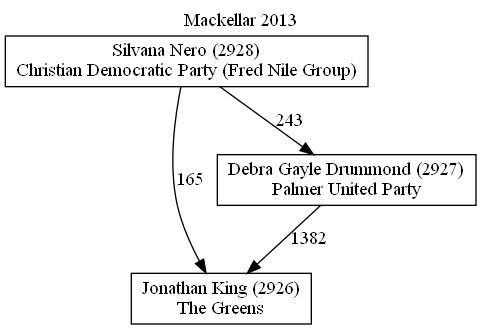 Mackellar 2013
Silvana Nero (2928)
Christian Democratic Party (Fred Nile Group)
243
165
Debra Gayle Drummond (2927)
Palmer United Party
1382
Jonathan King (2926)
The Greens